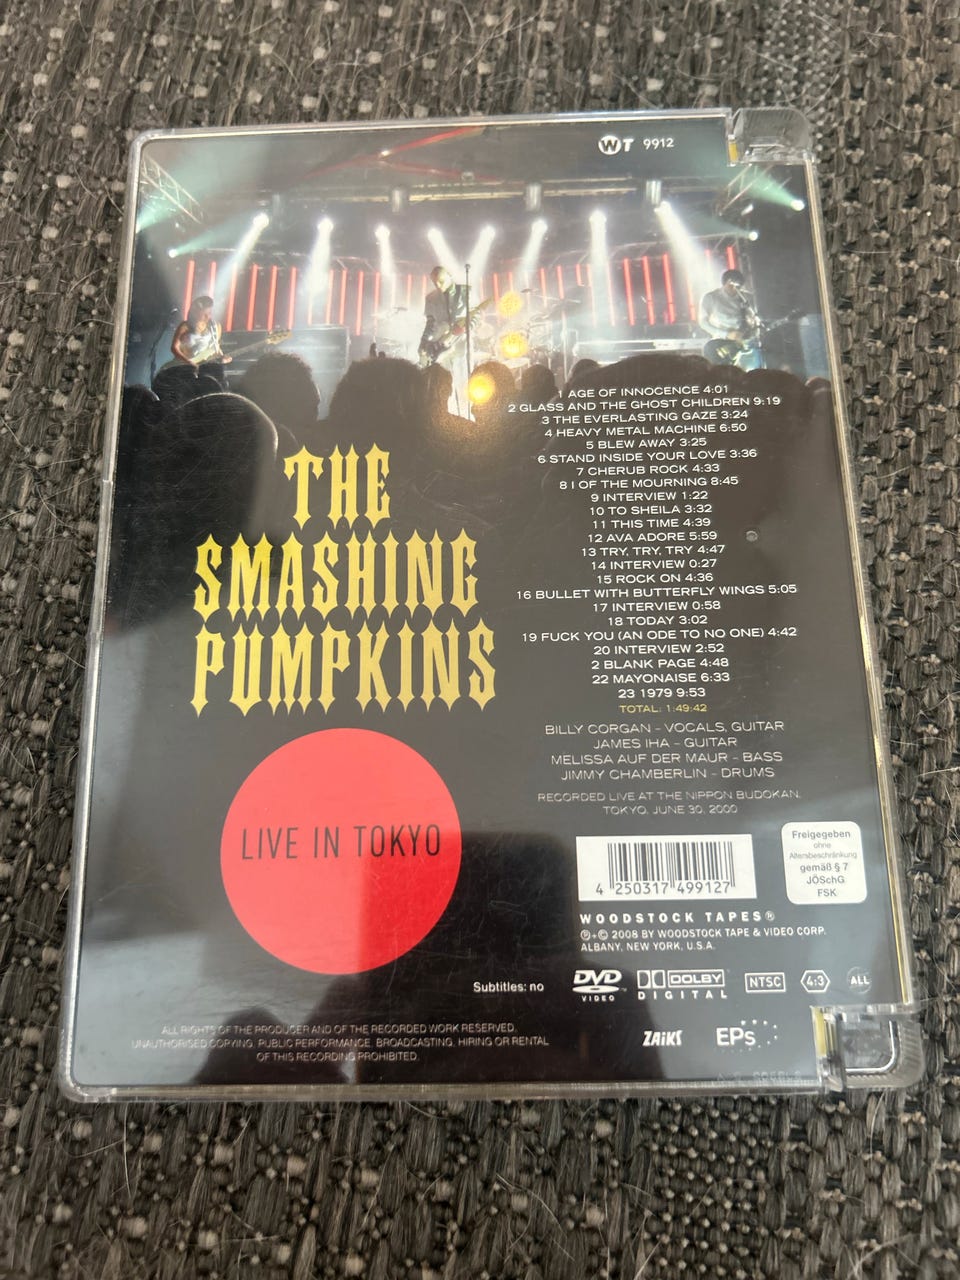 WT 9912
1 AGE OF INNOCENCE 4:01
2 GLASS AND THE GHOST CHILDREN 9:19
3 THE EVERLASTING GAZE 3:24
4 HEAVY METAL MACHINE 6:50
5 BLEW AWAY 3:25
6 STAND INSIDE YOUR LOVE 3:36
7 CHERUB ROCK 4:33
8 I OF THE MOURNING 8:45
9 INTERVIEW 1:22
10 TO SHEILA 3:32
11 THIS TIME 4:39
12 AVA ADORE 5:59
13 TRY, TRY, TRY 4:47
14 INTERVIEW 0:27
15 ROCK ON 4:36
16 BULLET WITH BUTTERFLY WINGS 5:05
17 INTERVIEW 0:58
18 TODAY 3:02
19 FUCK YOU (AN ODE TO NO ONE) 4:42
20 INTERVIEW 2:52
2 BLANK PAGE 4:48
22 MAYONAISE 6:33
23 1979 9:53
TOTAL: 1:49:42
BILLY CORGAN – VOCALS, GUITAR
JAMES IHA – GUITAR
MELISSA AUF DER MAUR – BASS
JIMMY CHAMBERLIN – DRUMS
RECORDED LIVE AT THE NIPPON BUDOKAN,
TOKYO, JUNE 30, 2000
THE
SMASHING
PUMPKINS
LIVE IN TOKYO
4 250317 499127
Freigegeben
ohne
Altersbeschränkung
gemäß § 7
JÖSchG
FSK
WOODSTOCK TAPES®
℗+© 2008 BY WOODSTOCK TAPE & VIDEO CORP.
ALBANY, NEW YORK, U.S.A.
Subtitles: no
DVD VIDEO
DOLBY DIGITAL
NTSC
4:3
ALL
ZAiKS
EPs
ALL RIGHTS OF THE PRODUCER AND OF THE RECORDED WORK RESERVED.
UNAUTHORISED COPYING, PUBLIC PERFORMANCE, BROADCASTING, HIRING OR RENTAL
OF THIS RECORDING PROHIBITED.